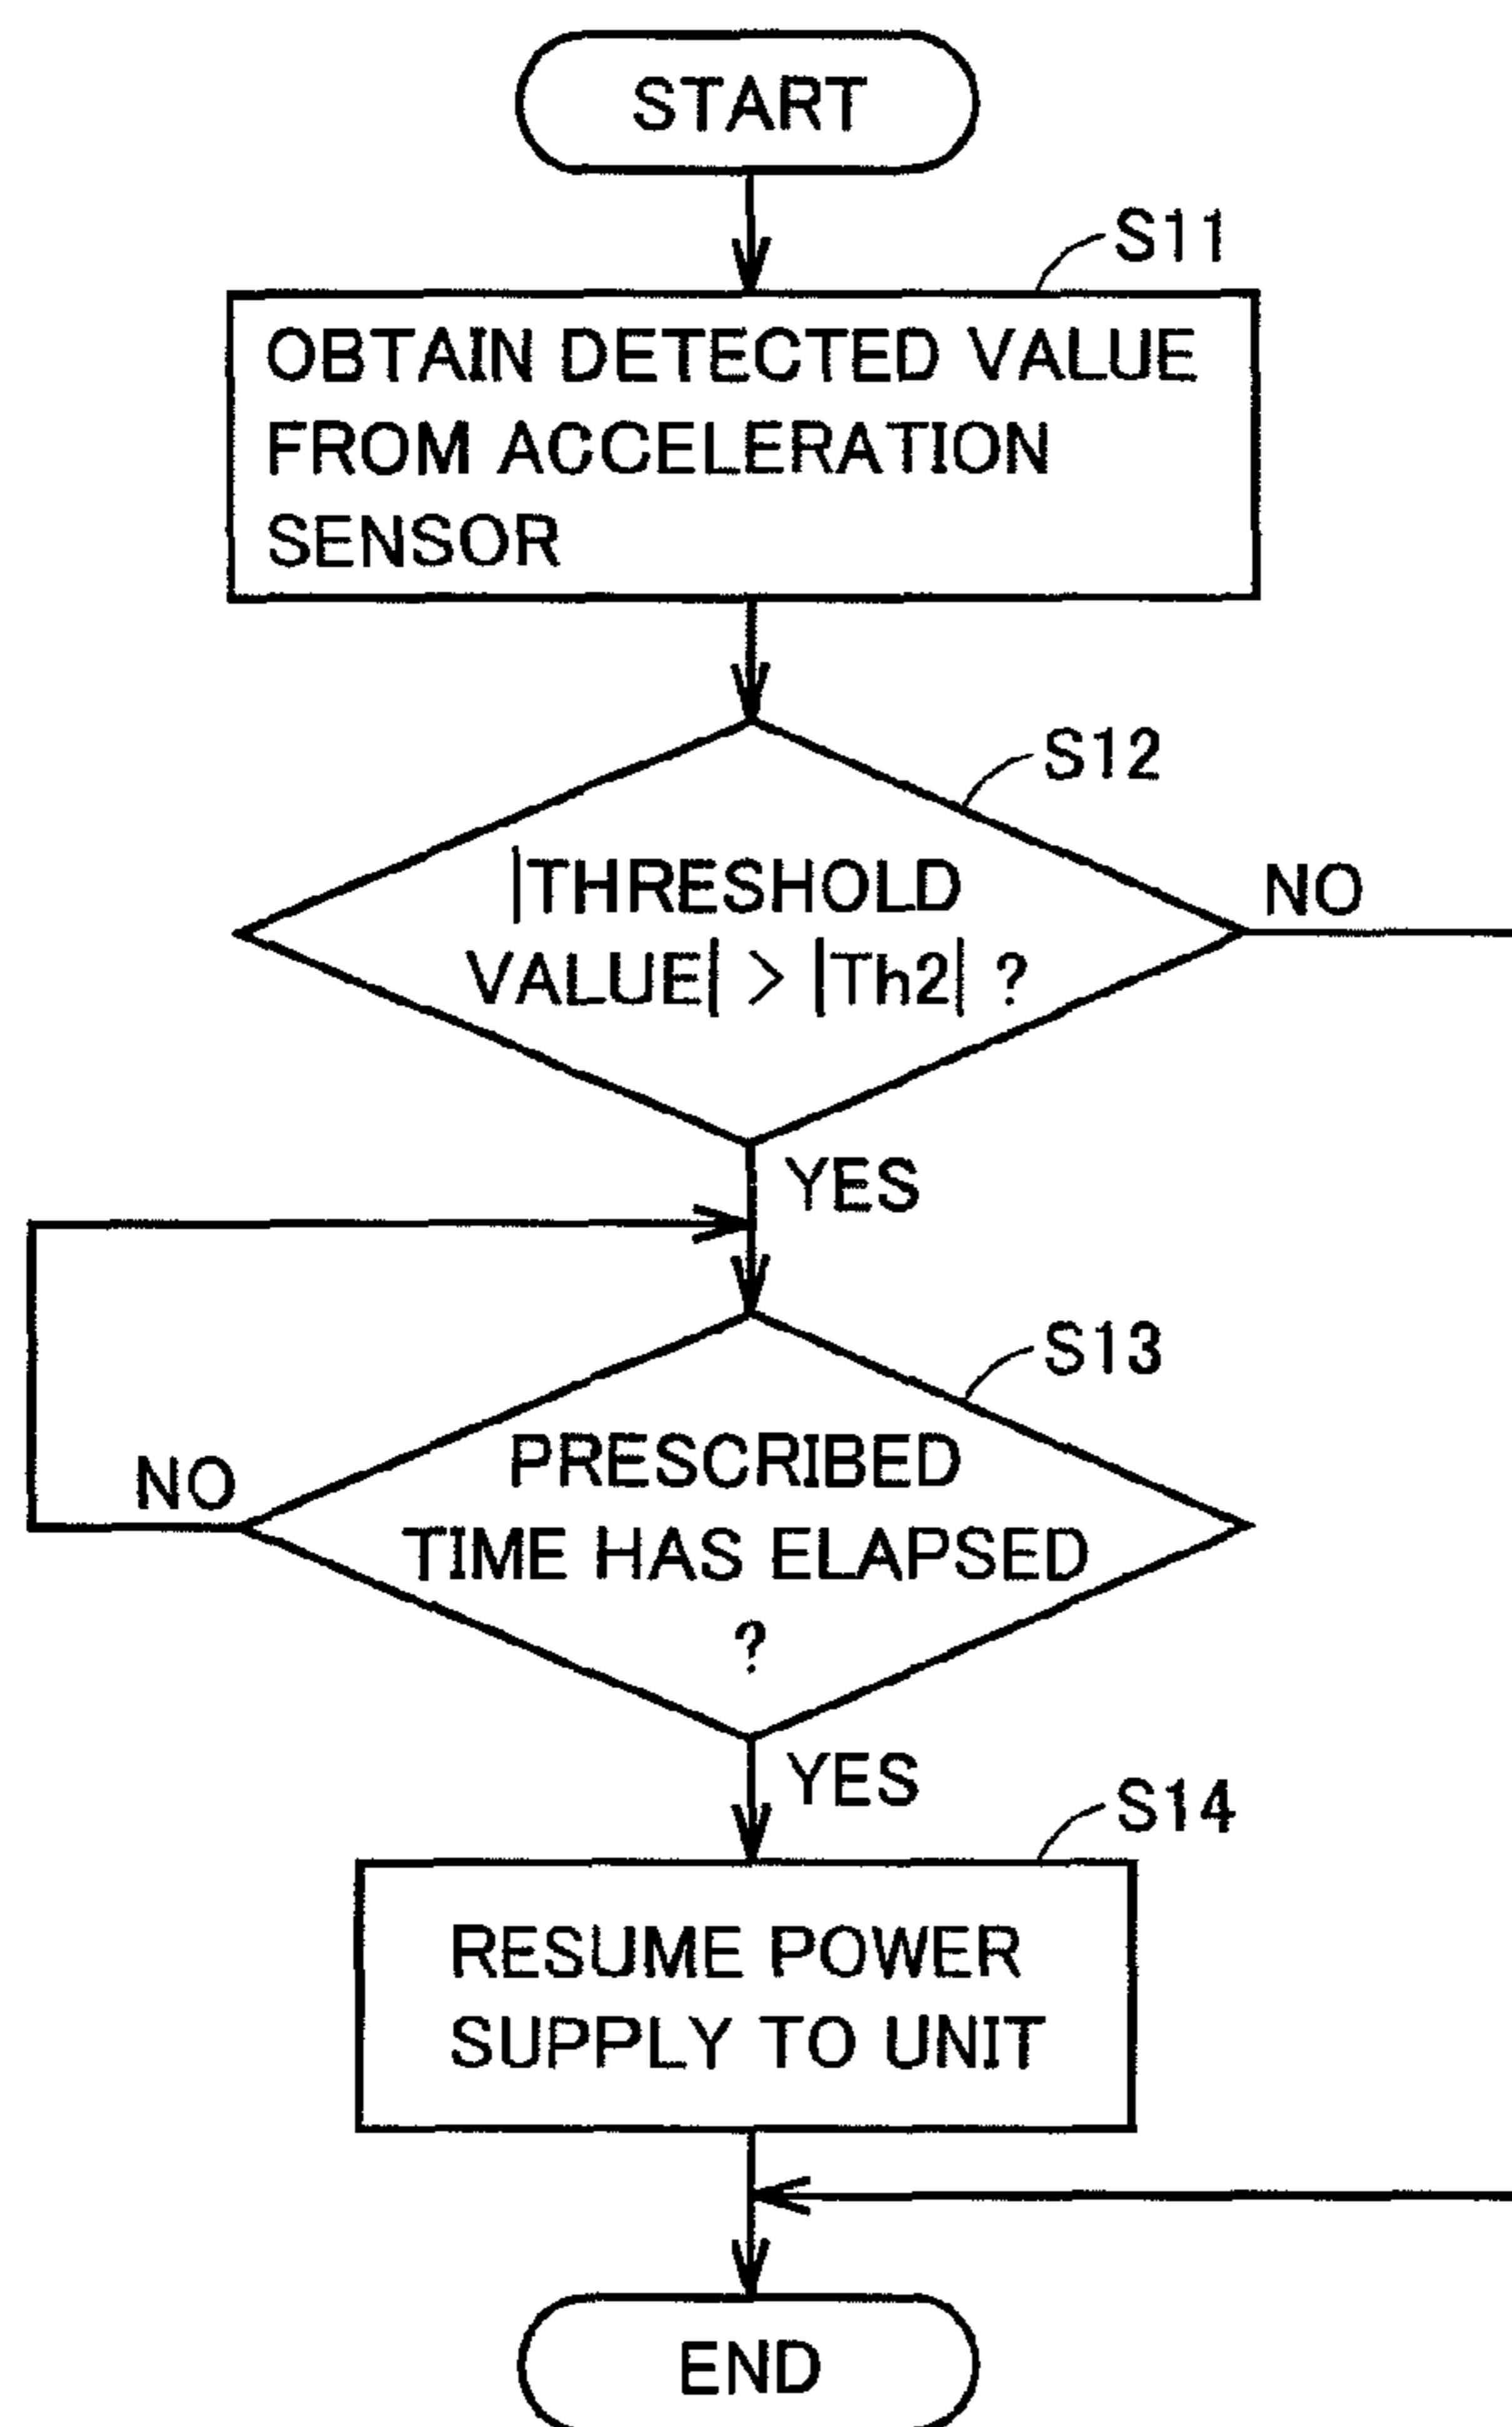 START
S11
OBTAIN DETECTED VALUE
FROM ACCELERATION
SENSOR
S12
|THRESHOLD
VALUE| > |Th2| ?
NO
YES
S13
PRESCRIBED
TIME HAS ELAPSED
?
NO
YES
S14
RESUME POWER
SUPPLY TO UNIT
END